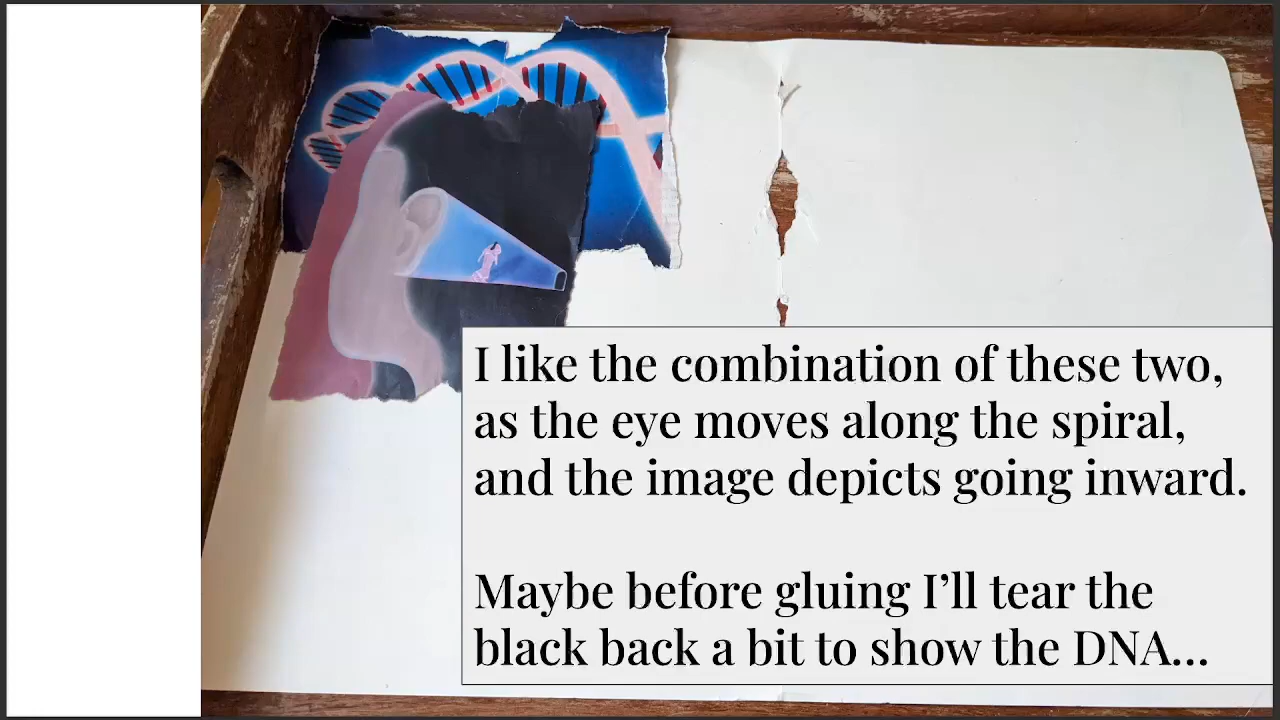 I like the combination of these two,
as the eye moves along the spiral,
and the image depicts going inward.
Maybe before gluing I’ll tear the
black back a bit to show the DNA...